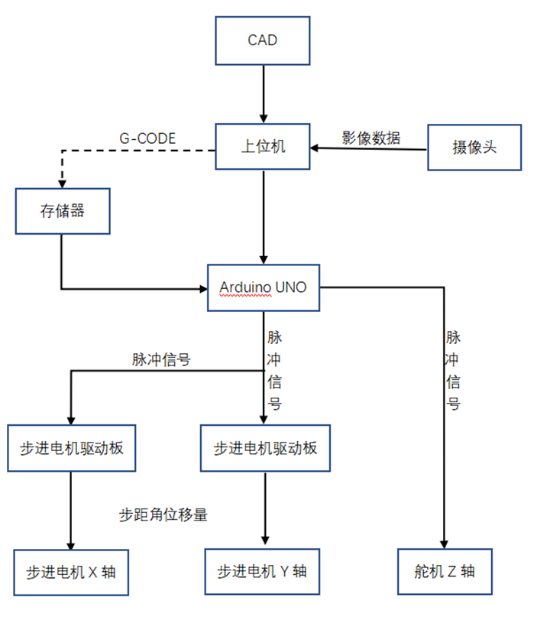 CAD
G-CODE
上位机
影像数据
摄像头
存储器
Arduino UNO
脉冲信号
脉冲信号
脉冲信号
步进电机驱动板
步进电机驱动板
步距角位移量
步进电机 X 轴
步进电机 Y 轴
舵机 Z 轴